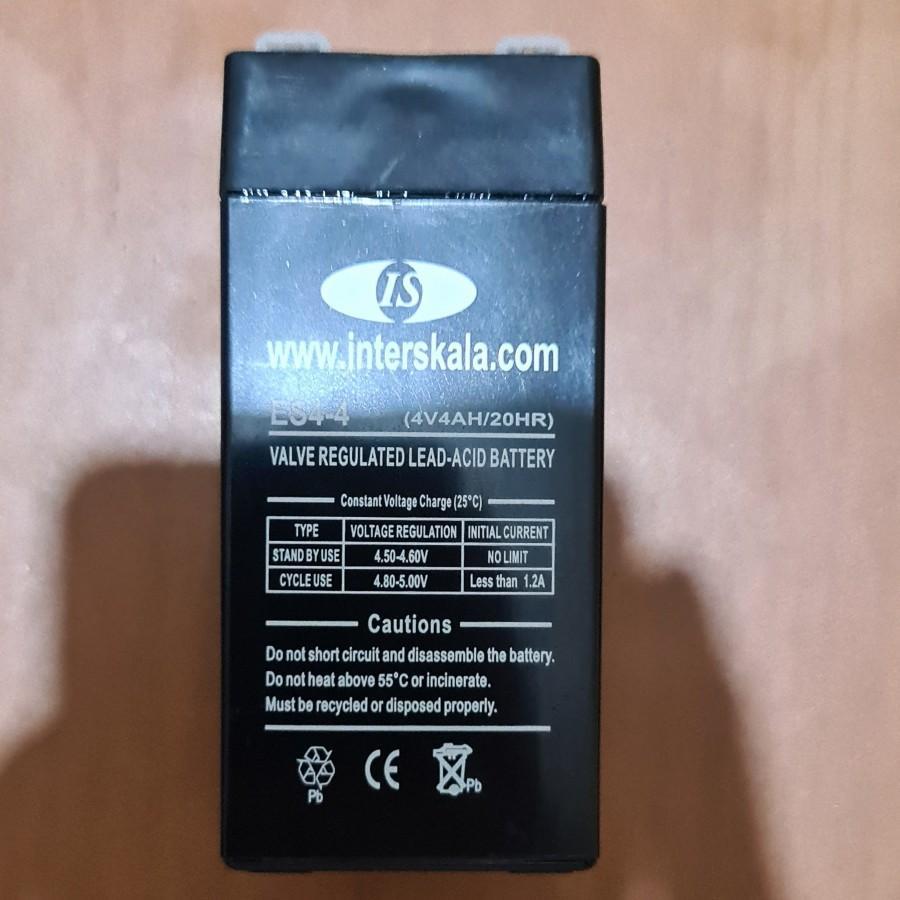 IS
www.interskala.com
ES4-4 (4V4AH/20HR)
VALVE REGULATED LEAD-ACID BATTERY
Constant Voltage Charge (25°C)
TYPE VOLTAGE REGULATION INITIAL CURRENT
STAND BY USE 4.50-4.60V NO LIMIT
CYCLE USE 4.80-5.00V Less than 1.2A
Cautions
Do not short circuit and disassemble the battery.
Do not heat above 55°C or incinerate.
Must be recycled or disposed properly.
Pb CE Pb